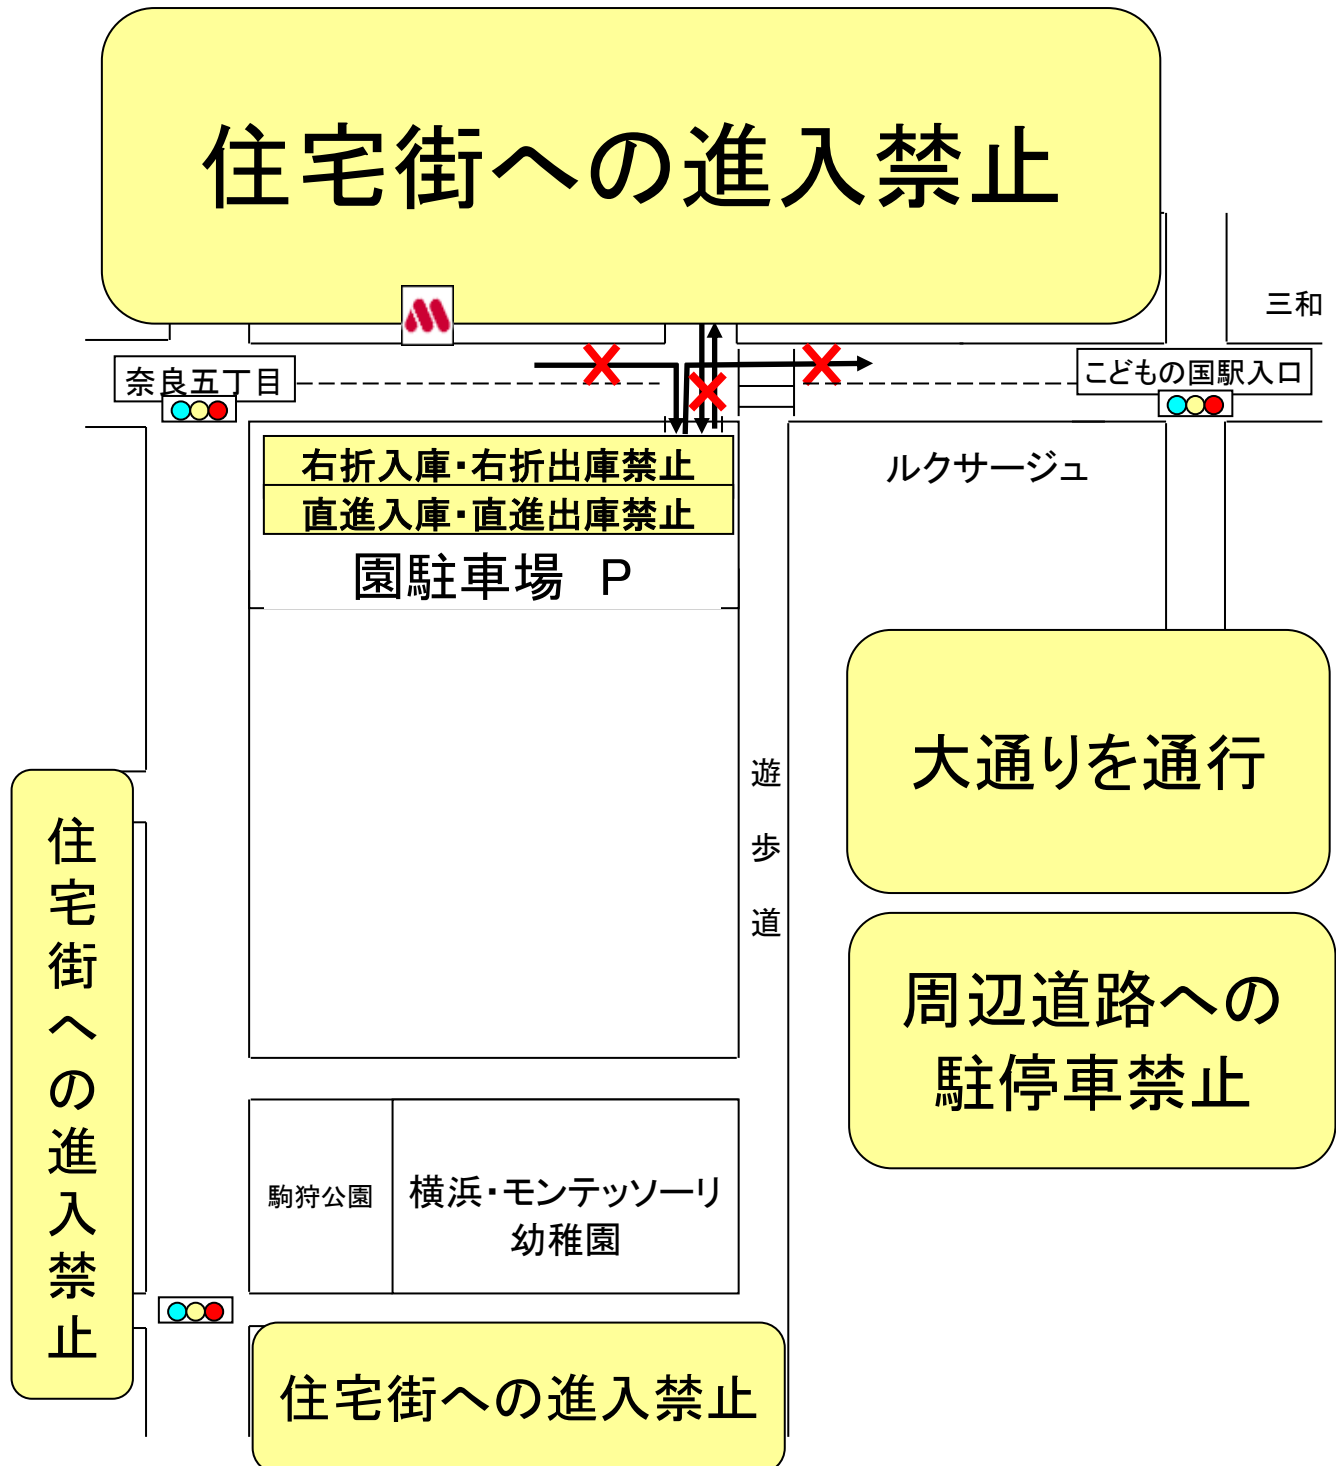 住宅街への進入禁止
三和
奈良五丁目
こどもの国駅入口
右折入庫・右折出庫禁止
直進入庫・直進出庫禁止
ルクサージュ
園駐車場　P
大通りを通行
遊歩道
住宅街への進入禁止
周辺道路への
駐停車禁止
駒狩公園
横浜・モンテッソーリ
幼稚園
住宅街への進入禁止